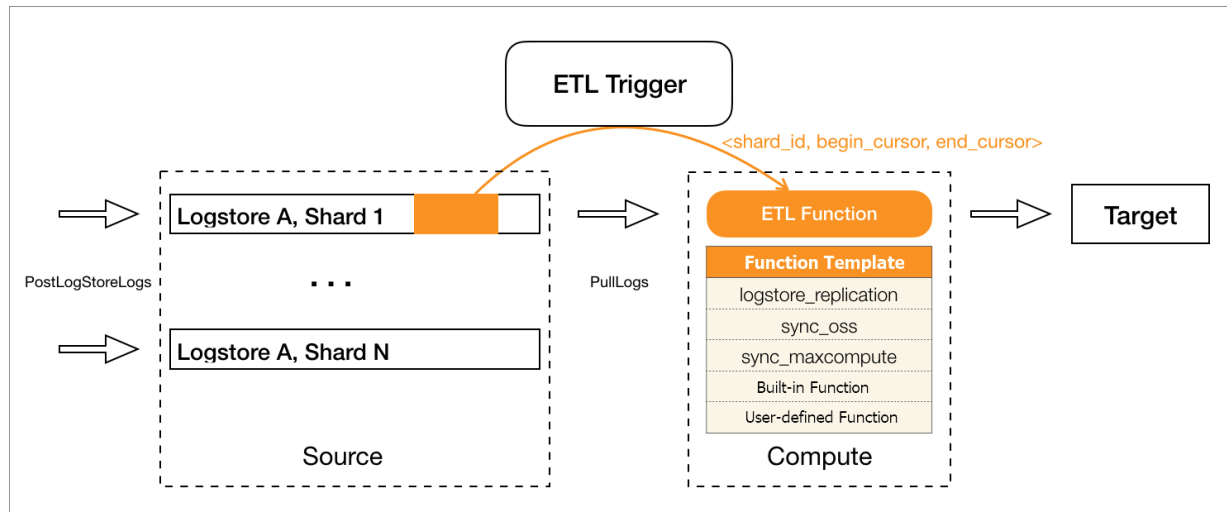 ETL Trigger
<shard_id, begin_cursor, end_cursor>
Logstore A, Shard 1
ETL Function
Target
PostLogStoreLogs
...
PullLogs
Function Template
logstore_replication
sync_oss
sync_maxcompute
Built-in Function
User-defined Function
Logstore A, Shard N
Source
Compute